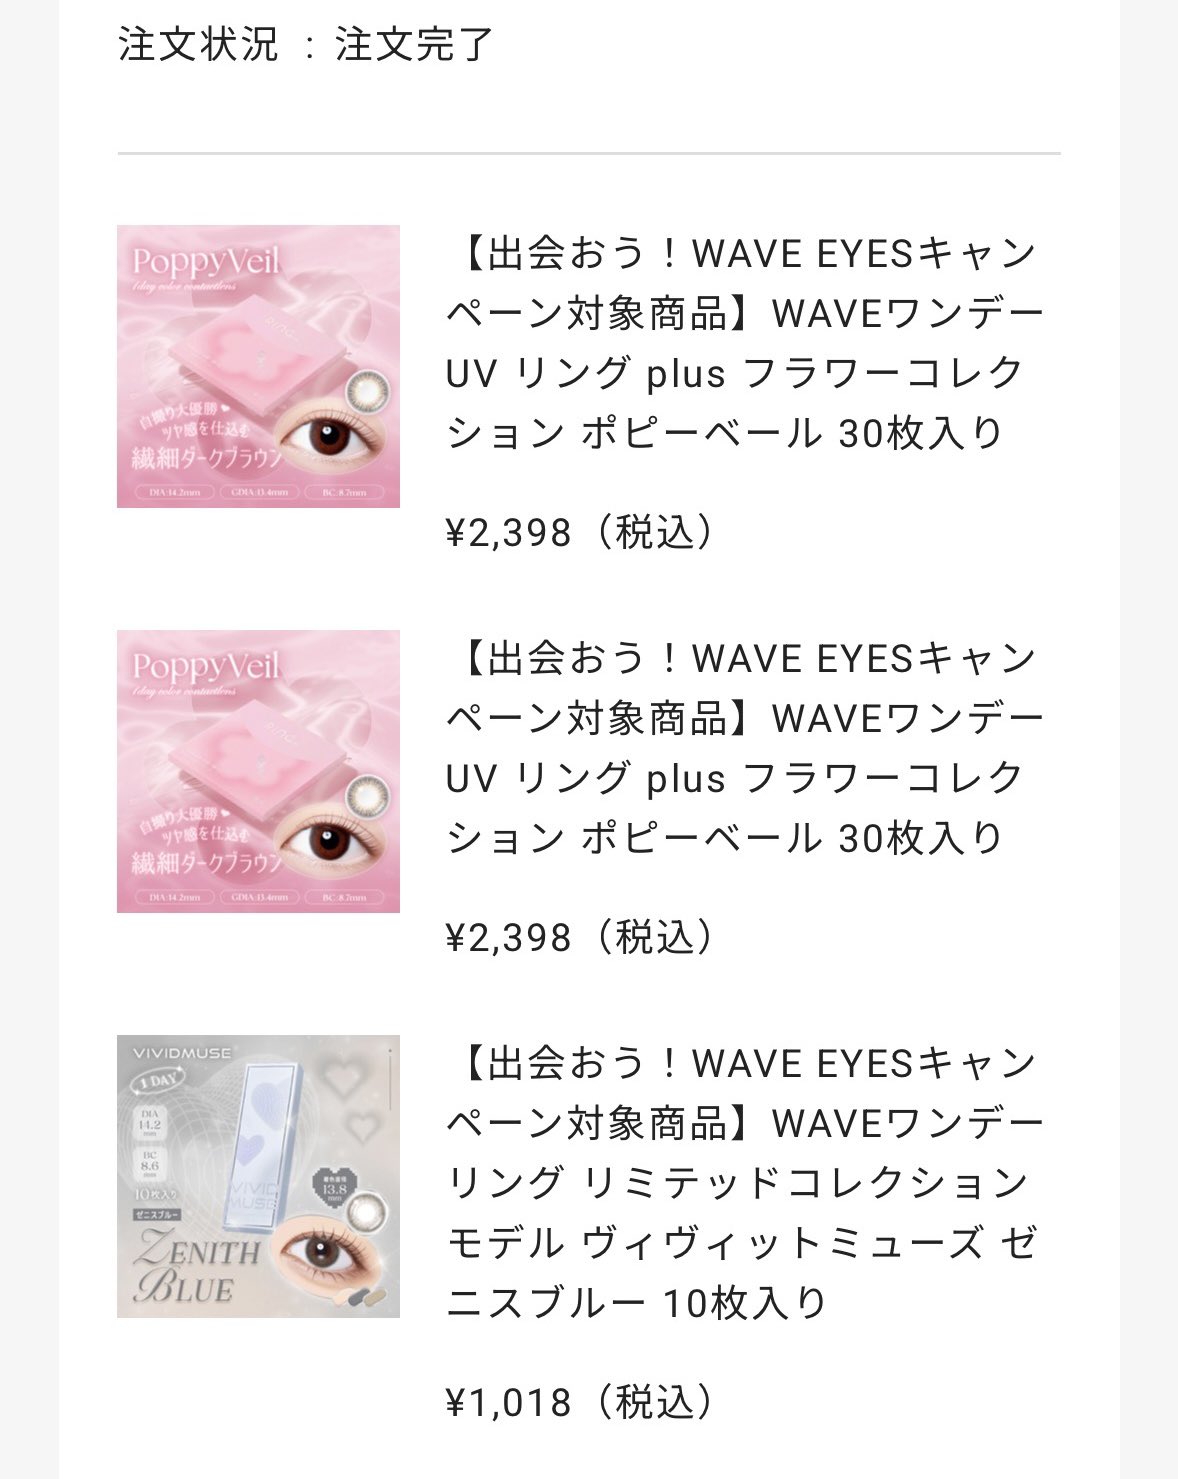 注文状況 : 注文完了
PoppyVeil
1day color contactlens
Ring
自撮り大優勝
ツヤ感を仕込む
繊細ダークブラウン
DIA:14.2mm GDIA:13.4mm BC:8.7mm
【出会おう！WAVE EYESキャン
ペーン対象商品】WAVEワンデー
UV リング plus フラワーコレク
ション ポピーベール 30枚入り
¥2,398（税込）
PoppyVeil
1day color contactlens
Ring
自撮り大優勝
ツヤ感を仕込む
繊細ダークブラウン
DIA:14.2mm GDIA:13.4mm BC:8.7mm
【出会おう！WAVE EYESキャン
ペーン対象商品】WAVEワンデー
UV リング plus フラワーコレク
ション ポピーベール 30枚入り
¥2,398（税込）
VIVIDMUSE
1 DAY
DIA
14.2
mm
BC
8.6
mm
10枚入り
ゼニスブルー
ZENITH
BLUE
VIVID
MUSE
着色直径
13.8
mm
【出会おう！WAVE EYESキャン
ペーン対象商品】WAVEワンデー
リング リミテッドコレクション
モデル ヴィヴィットミューズ ゼ
ニスブルー 10枚入り
¥1,018（税込）